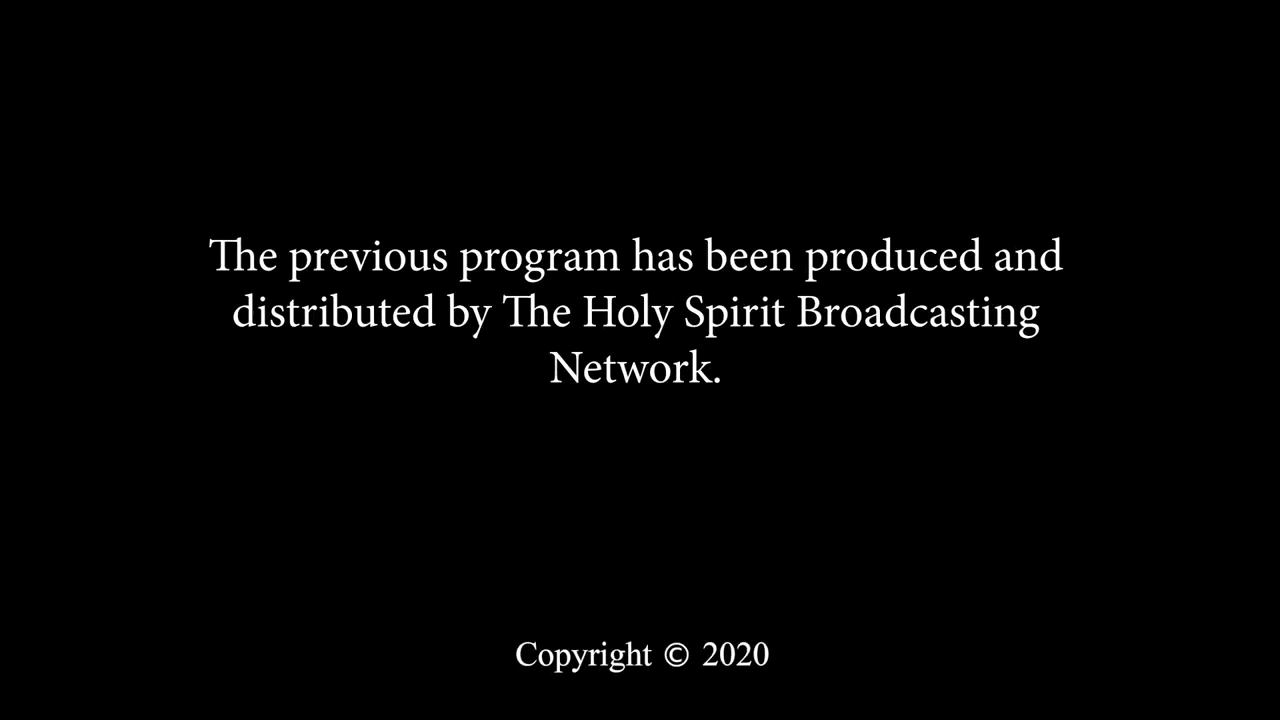 The previous program has been produced and
distributed by The Holy Spirit Broadcasting
Network.
Copyright © 2020